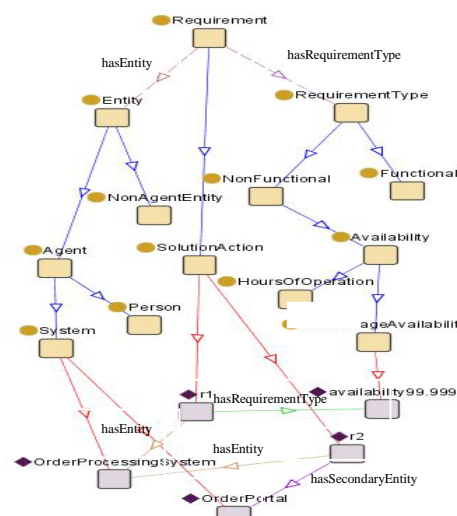 Requirement
hasEntity
hasRequirementType
Entity
RequirementType
NonFunctional
Functional
NonAgentEntity
Agent
SolutionAction
Availability
HoursOfOperation
Person
System
r1
hasRequirementType
availability99.999
hasEntity
r2
hasEntity
OrderProcessingSystem
hasSecondaryEntity
OrderPortal